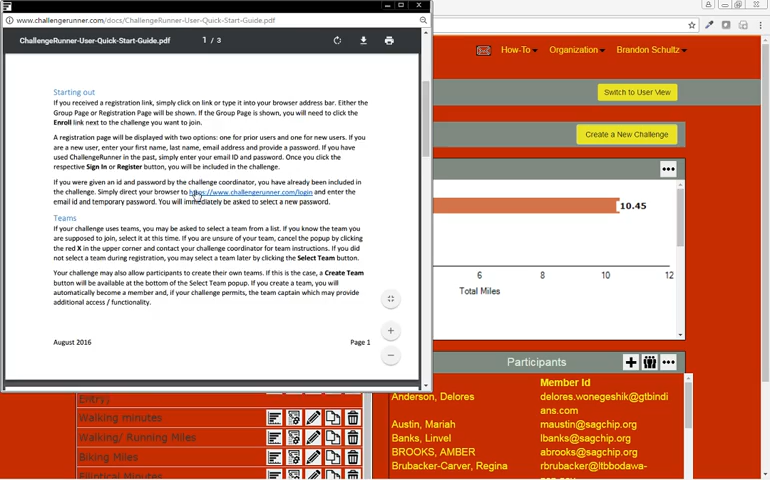 www.challengerunner.com/docs/ChallengeRunner-User-Quick-Start-Guide.pdf
ChallengeRunner-User-Quick-Start-Guide.pdf 1 / 3
Starting out
If you received a registration link, simply click on link or type it into your browser address bar. Either the
Group Page or Registration Page will be shown. If the Group Page is shown, you will need to click the
Enroll link next to the challenge you want to join.
A registration page will be displayed with two options: one for prior users and one for new users. If you
are a new user, enter your first name, last name, email address and provide a password. If you have
used ChallengeRunner in the past, simply enter your email ID and password. Once you click the
respective Sign In or Register button, you will be included in the challenge.
If you were given an id and password by the challenge coordinator, you have already been included in
the challenge. Simply direct your browser to https://www.challengerunner.com/login and enter the
email id and temporary password. You will immediately be asked to select a new password.
Teams
If your challenge uses teams, you may be asked to select a team from a list. If you know the team you
are supposed to join, select it at this time. If you are unsure of your team, cancel the popup by clicking
the red X in the upper corner and contact your challenge coordinator for team instructions. If you did
not select a team during registration, you may select a team later by clicking the Select Team button.
Your challenge may also allow participants to create their own teams. If this is the case, a Create Team
button will be available at the bottom of the Select Team popup. If you create a team, you will
automatically become a member and, if your challenge permits, the team captain which may provide
additional access / functionality.
August 2016 Page 1
How-To Organization Brandon Schultz
Switch to User View
Create a New Challenge
10.45
6 8 10 12
Total Miles
Participants
Member Id
Anderson, Delores delores.wonegeshik@gtbindi
ans.com
Austin, Mariah maustin@sagchip.org
Banks, Linvel lbanks@sagchip.org
BROOKS, AMBER abrooks@sagchip.org
Brubacker-Carver, Regina rbrubacker@ltbbodawa-
Entry;
Walking minutes
Walking/ Running Miles
Biking Miles
Elliptical Minutes